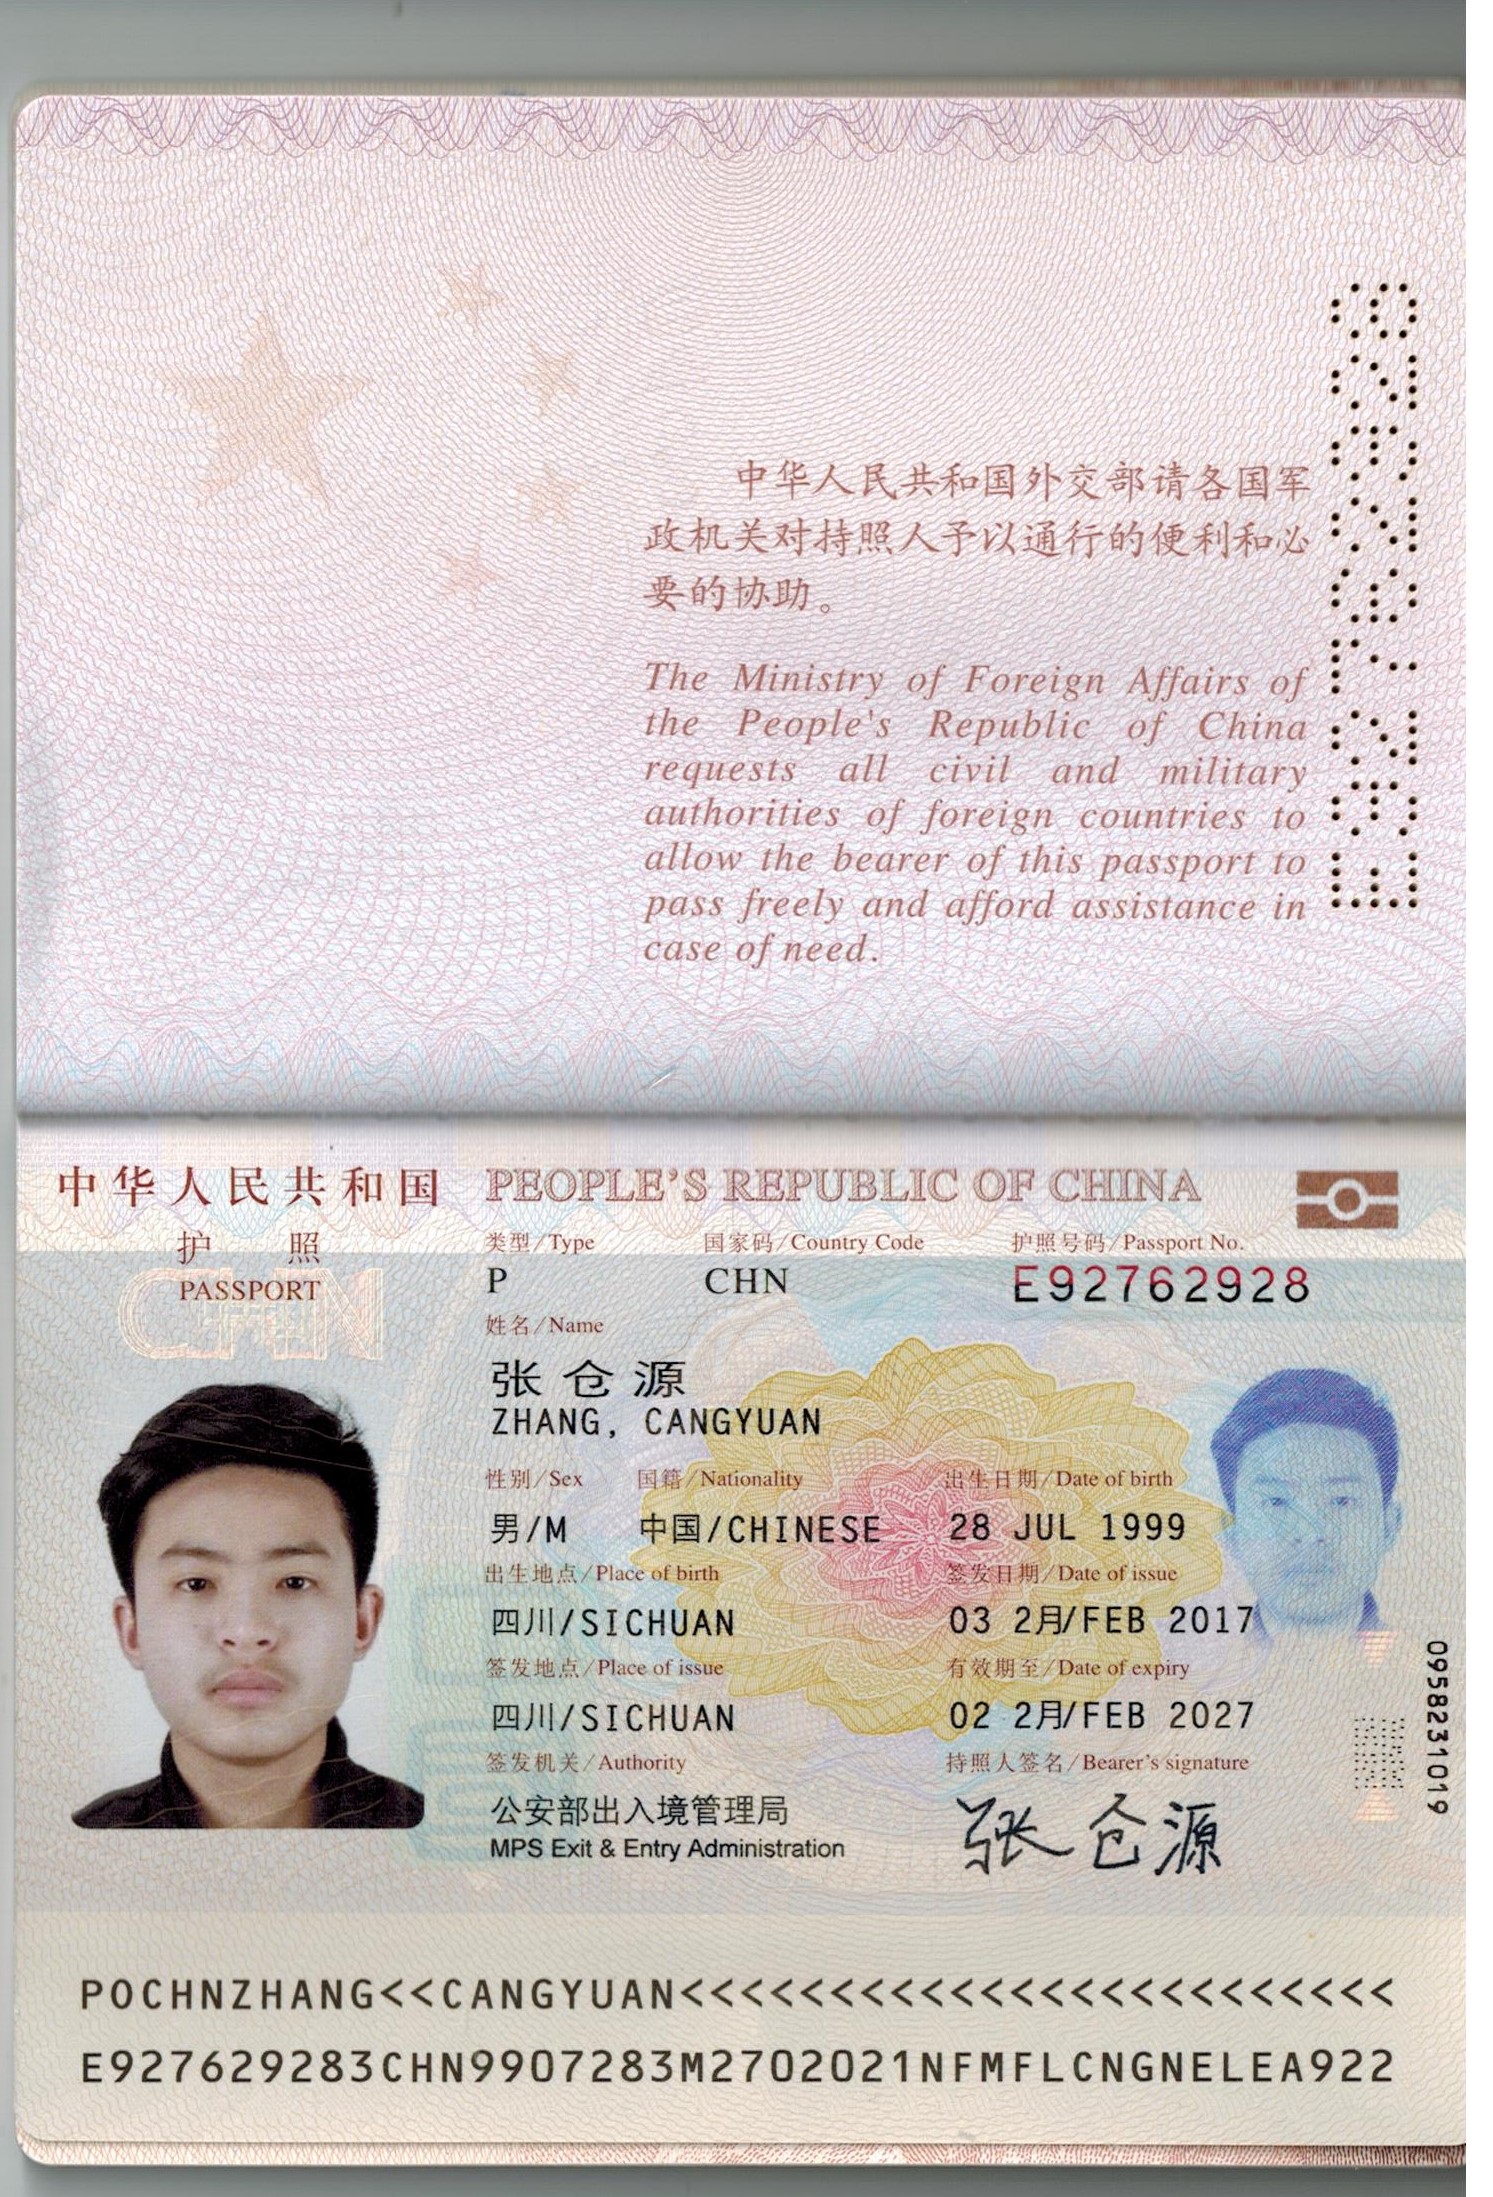 中华人民共和国外交部请各国军
政机关对持照人予以通行的便利和必
要的协助。
The Ministry of Foreign Affairs of
the People's Republic of China
requests all civil and military
authorities of foreign countries to
allow the bearer of this passport to
pass freely and afford assistance in
case of need.
中华人民共和国 PEOPLE'S REPUBLIC OF CHINA
护照
PASSPORT
CHN
类型/Type 国家码/Country Code 护照号码/Passport No.
P CHN E92762928
姓名/Name
张仓源
ZHANG, CANGYUAN
性别/Sex 国籍/Nationality 出生日期/Date of birth
男/M 中国/CHINESE 28 JUL 1999
出生地点/Place of birth 签发日期/Date of issue
四川/SICHUAN 03 2月/FEB 2017
签发地点/Place of issue 有效期至/Date of expiry
四川/SICHUAN 02 2月/FEB 2027
签发机关/Authority 持照人签名/Bearer's signature
公安部出入境管理局
MPS Exit & Entry Administration
张仓源
0958231019
POCHNZHANG<<CANGYUAN<<<<<<<<<<<<<<<<<<<<<<<<
E927629283CHN9907283M2702021NFMFLCNGNELEA922